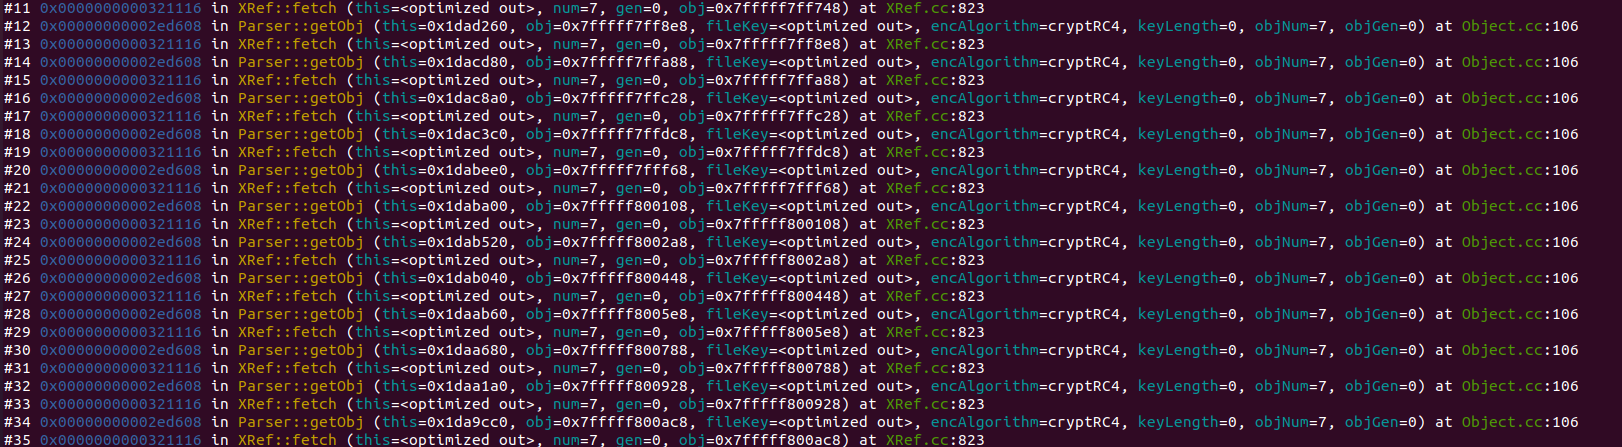 #11 0x0000000000321116 in XRef::fetch (this=<optimized out>, num=7, gen=0, obj=0x7fffff7ff748) at XRef.cc:823
#12 0x00000000002ed608 in Parser::getObj (this=0x1dad260, obj=0x7fffff7ff8e8, fileKey=<optimized out>, encAlgorithm=cryptRC4, keyLength=0, objNum=7, objGen=0) at Object.cc:106
#13 0x0000000000321116 in XRef::fetch (this=<optimized out>, num=7, gen=0, obj=0x7fffff7ff8e8) at XRef.cc:823
#14 0x00000000002ed608 in Parser::getObj (this=0x1dacd80, obj=0x7fffff7ffa88, fileKey=<optimized out>, encAlgorithm=cryptRC4, keyLength=0, objNum=7, objGen=0) at Object.cc:106
#15 0x0000000000321116 in XRef::fetch (this=<optimized out>, num=7, gen=0, obj=0x7fffff7ffa88) at XRef.cc:823
#16 0x00000000002ed608 in Parser::getObj (this=0x1dac8a0, obj=0x7fffff7ffc28, fileKey=<optimized out>, encAlgorithm=cryptRC4, keyLength=0, objNum=7, objGen=0) at Object.cc:106
#17 0x0000000000321116 in XRef::fetch (this=<optimized out>, num=7, gen=0, obj=0x7fffff7ffc28) at XRef.cc:823
#18 0x00000000002ed608 in Parser::getObj (this=0x1dac3c0, obj=0x7fffff7ffdc8, fileKey=<optimized out>, encAlgorithm=cryptRC4, keyLength=0, objNum=7, objGen=0) at Object.cc:106
#19 0x0000000000321116 in XRef::fetch (this=<optimized out>, num=7, gen=0, obj=0x7fffff7ffdc8) at XRef.cc:823
#20 0x00000000002ed608 in Parser::getObj (this=0x1dabee0, obj=0x7fffff7fff68, fileKey=<optimized out>, encAlgorithm=cryptRC4, keyLength=0, objNum=7, objGen=0) at Object.cc:106
#21 0x0000000000321116 in XRef::fetch (this=<optimized out>, num=7, gen=0, obj=0x7fffff7fff68) at XRef.cc:823
#22 0x00000000002ed608 in Parser::getObj (this=0x1daba00, obj=0x7fffff800108, fileKey=<optimized out>, encAlgorithm=cryptRC4, keyLength=0, objNum=7, objGen=0) at Object.cc:106
#23 0x0000000000321116 in XRef::fetch (this=<optimized out>, num=7, gen=0, obj=0x7fffff800108) at XRef.cc:823
#24 0x00000000002ed608 in Parser::getObj (this=0x1dab520, obj=0x7fffff8002a8, fileKey=<optimized out>, encAlgorithm=cryptRC4, keyLength=0, objNum=7, objGen=0) at Object.cc:106
#25 0x0000000000321116 in XRef::fetch (this=<optimized out>, num=7, gen=0, obj=0x7fffff8002a8) at XRef.cc:823
#26 0x00000000002ed608 in Parser::getObj (this=0x1dab040, obj=0x7fffff800448, fileKey=<optimized out>, encAlgorithm=cryptRC4, keyLength=0, objNum=7, objGen=0) at Object.cc:106
#27 0x0000000000321116 in XRef::fetch (this=<optimized out>, num=7, gen=0, obj=0x7fffff800448) at XRef.cc:823
#28 0x00000000002ed608 in Parser::getObj (this=0x1daab60, obj=0x7fffff8005e8, fileKey=<optimized out>, encAlgorithm=cryptRC4, keyLength=0, objNum=7, objGen=0) at Object.cc:106
#29 0x0000000000321116 in XRef::fetch (this=<optimized out>, num=7, gen=0, obj=0x7fffff8005e8) at XRef.cc:823
#30 0x00000000002ed608 in Parser::getObj (this=0x1daa680, obj=0x7fffff800788, fileKey=<optimized out>, encAlgorithm=cryptRC4, keyLength=0, objNum=7, objGen=0) at Object.cc:106
#31 0x0000000000321116 in XRef::fetch (this=<optimized out>, num=7, gen=0, obj=0x7fffff800788) at XRef.cc:823
#32 0x00000000002ed608 in Parser::getObj (this=0x1daa1a0, obj=0x7fffff800928, fileKey=<optimized out>, encAlgorithm=cryptRC4, keyLength=0, objNum=7, objGen=0) at Object.cc:106
#33 0x0000000000321116 in XRef::fetch (this=<optimized out>, num=7, gen=0, obj=0x7fffff800928) at XRef.cc:823
#34 0x00000000002ed608 in Parser::getObj (this=0x1da9cc0, obj=0x7fffff800ac8, fileKey=<optimized out>, encAlgorithm=cryptRC4, keyLength=0, objNum=7, objGen=0) at Object.cc:106
#35 0x0000000000321116 in XRef::fetch (this=<optimized out>, num=7, gen=0, obj=0x7fffff800ac8) at XRef.cc:823